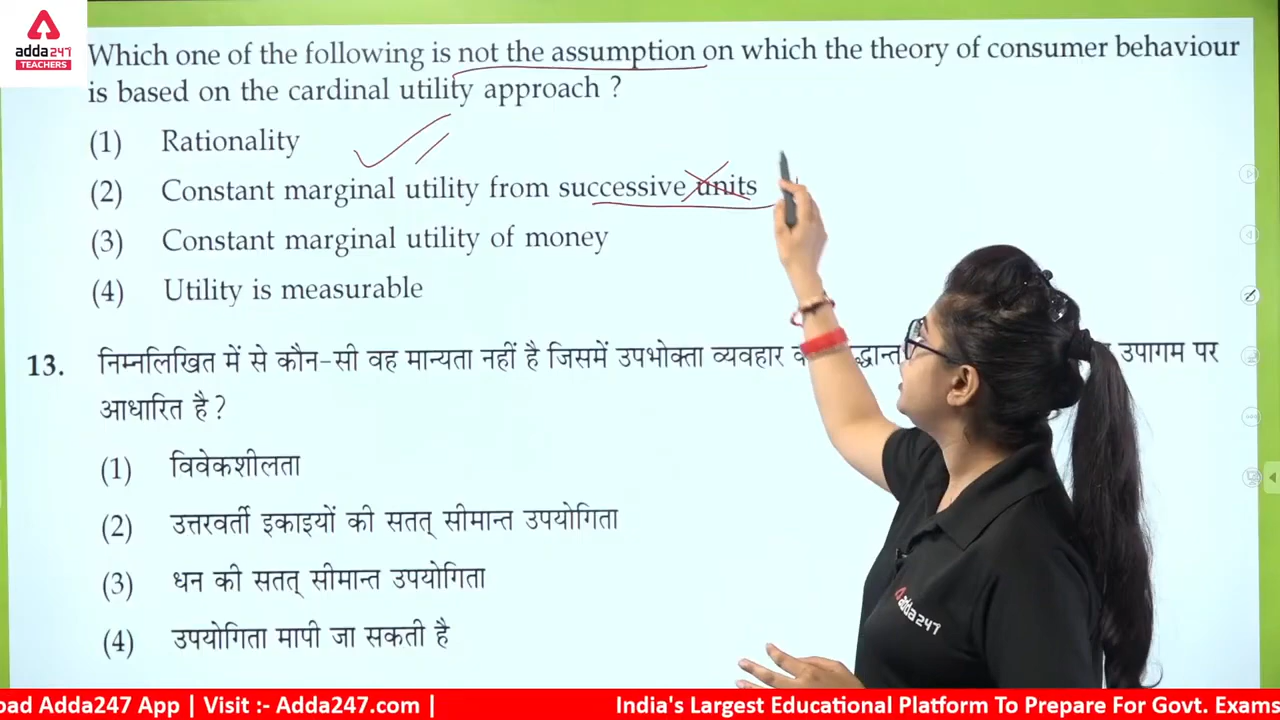 adda247
TEACHERS
Which one of the following is not the assumption on which the theory of consumer behaviour
is based on the cardinal utility approach ?
(1) Rationality
(2) Constant marginal utility from successive units
(3) Constant marginal utility of money
(4) Utility is measurable
13. निम्नलिखित में से कौन-सी वह मान्यता नहीं है जिसमें उपभोक्ता व्यवहार उपागम पर
आधारित है ?
(1) विवेकशीलता
(2) उत्तरवर्ती इकाइयों की सतत् सीमान्त उपयोगिता
(3) धन की सतत् सीमान्त उपयोगिता
(4) उपयोगिता मापी जा सकती है
adda247
oad Adda247 App | Visit :- Adda247.com | India's Largest Educational Platform To Prepare For Govt. Exams